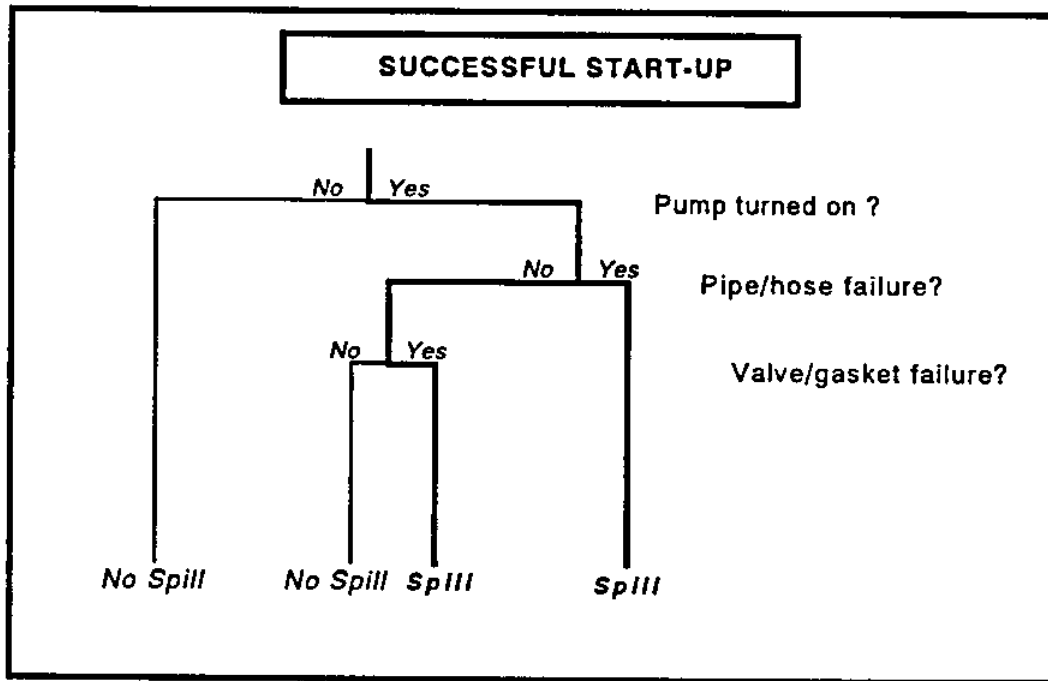 SUCCESSFUL START-UP
No Yes
Pump turned on ?
No Yes
Pipe/hose failure?
No Yes
Valve/gasket failure?
No Spill No Spill Spill Spill